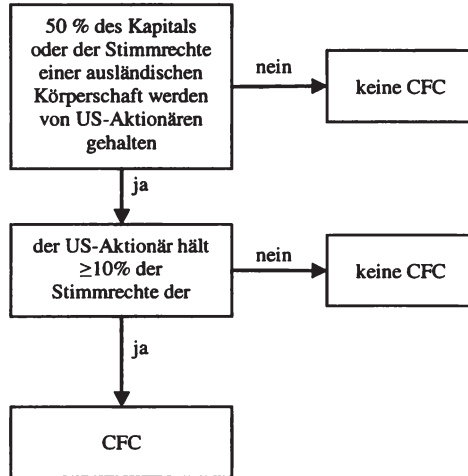 50 % des Kapitals
oder der Stimmrechte
einer ausländischen
Körperschaft werden
von US-Aktionären
gehalten
nein
keine CFC
ja
der US-Aktionär hält
≥10% der
Stimmrechte der
nein
keine CFC
ja
CFC